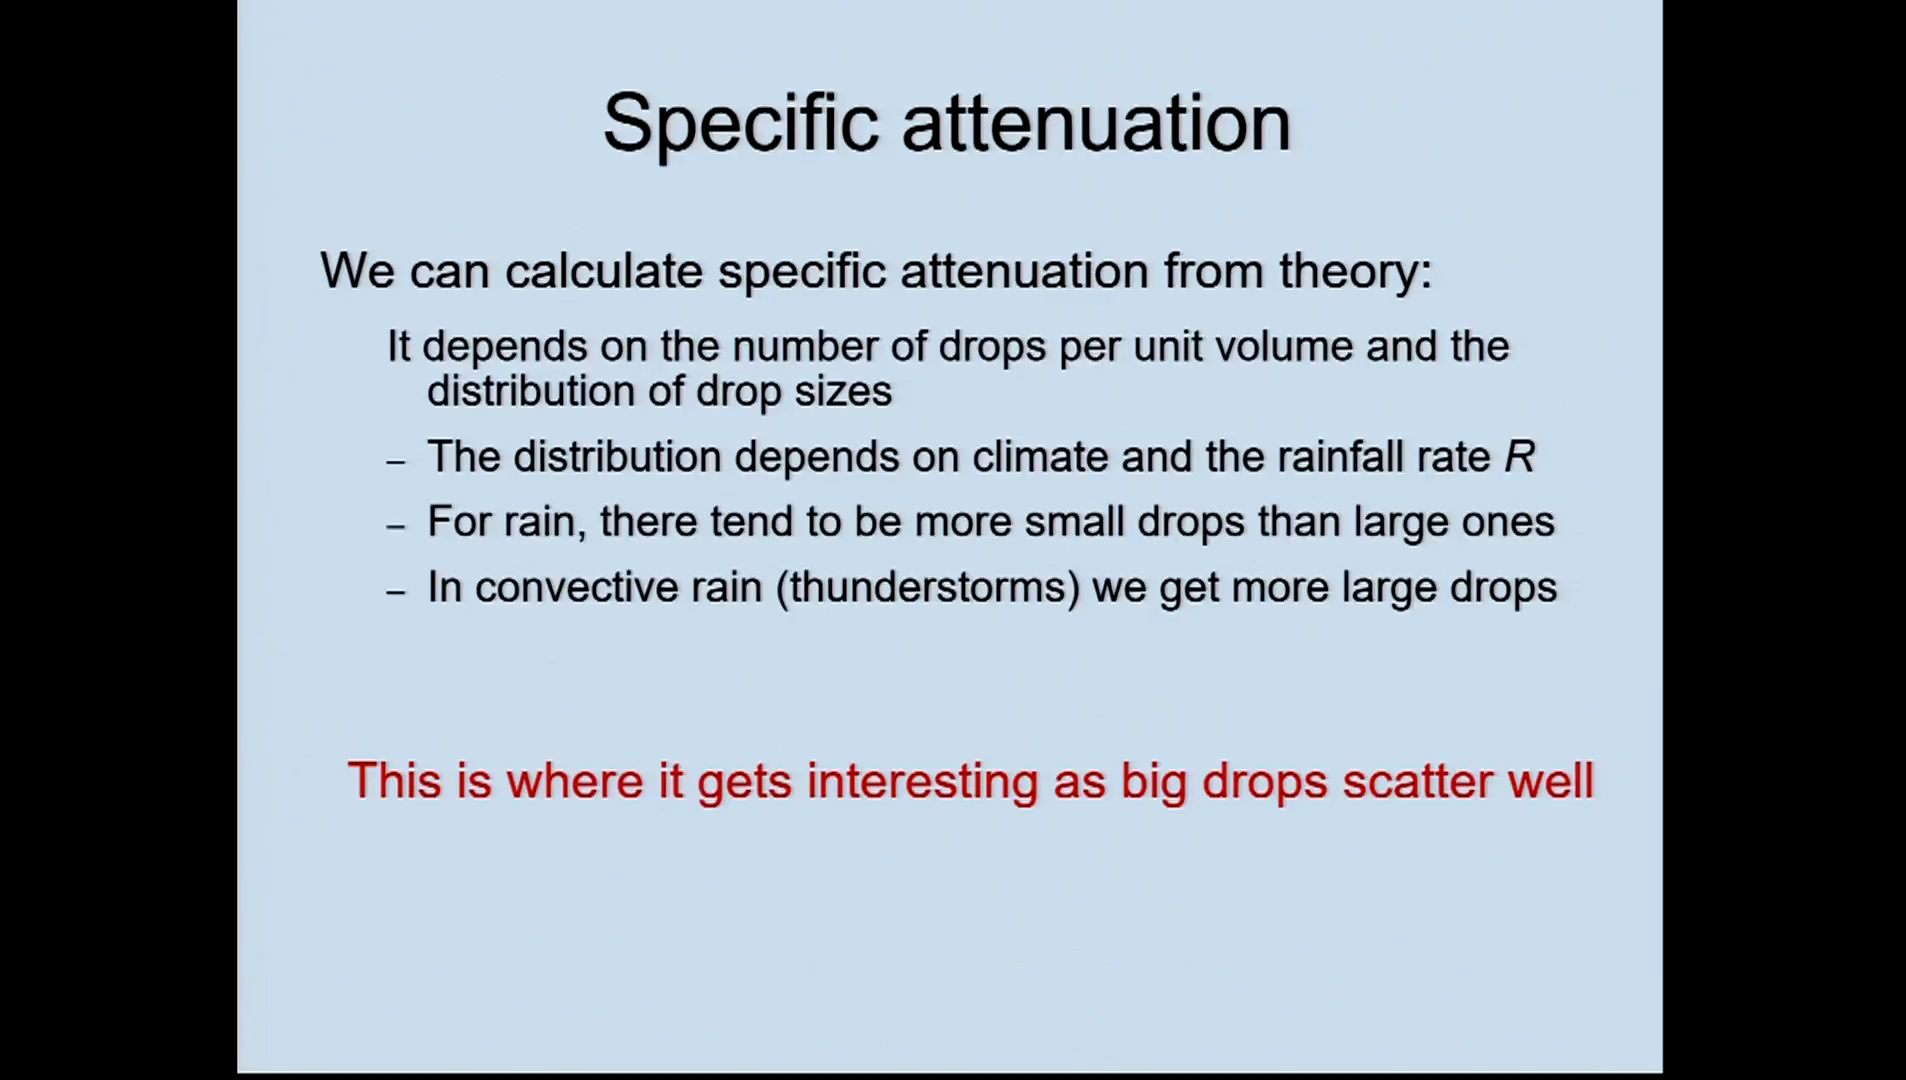 Specific attenuation
We can calculate specific attenuation from theory:
It depends on the number of drops per unit volume and the
distribution of drop sizes
– The distribution depends on climate and the rainfall rate R
– For rain, there tend to be more small drops than large ones
– In convective rain (thunderstorms) we get more large drops
This is where it gets interesting as big drops scatter well